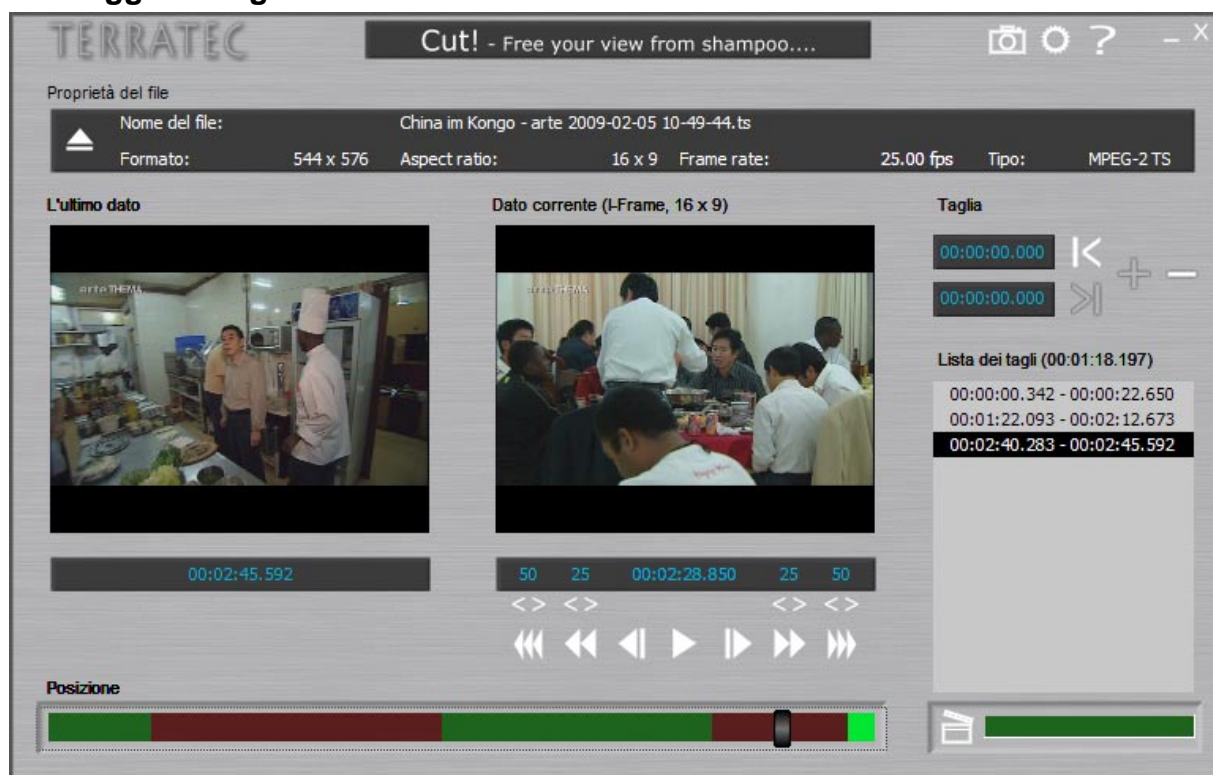 TERRATEC
Cut! - Free your view from shampoo....
?
X
Proprietà del file
Nome del file: China im Kongo - arte 2009-02-05 10-49-44.ts
Formato: 544 x 576 Aspect ratio: 16 x 9 Frame rate: 25.00 fps Tipo: MPEG-2 TS
L'ultimo dato
Dato corrente (I-Frame, 16 x 9)
Taglia
arte THEMA
arte THEMA
00:00:00.000
00:00:00.000
Lista dei tagli (00:01:18.197)
00:00:00.342 - 00:00:22.650
00:01:22.093 - 00:02:12.673
00:02:40.283 - 00:02:45.592
00:02:45.592
50 25 00:02:28.850 25 50
< > < > < > < >
Posizione